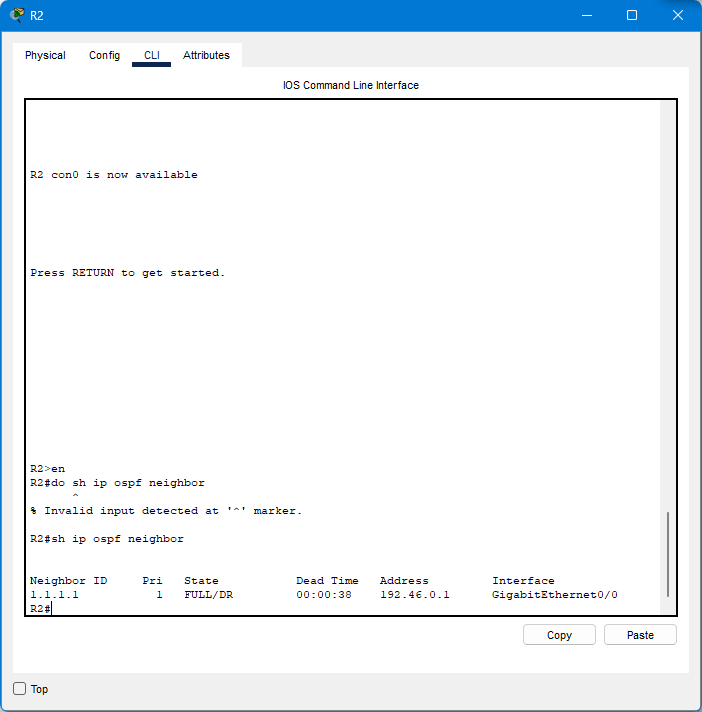 R2
Physical Config CLI Attributes
IOS Command Line Interface
R2 con0 is now available
Press RETURN to get started.
R2>en
R2#do sh ip ospf neighbor
^
% Invalid input detected at '^' marker.
R2#sh ip ospf neighbor
Neighbor ID Pri State Dead Time Address Interface
1.1.1.1 1 FULL/DR 00:00:38 192.46.0.1 GigabitEthernet0/0
R2#
Copy Paste
Top